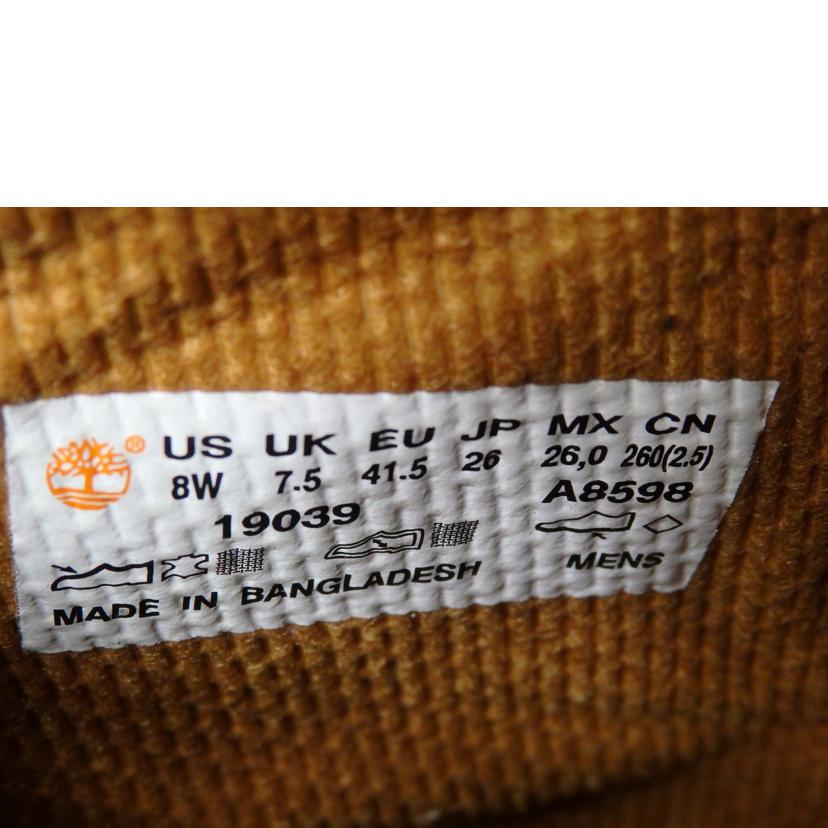 ® US UK EU JP MX CN
8W 7.5 41.5 26 26,0 260(2.5)
19039 A8598
MENS
MADE IN BANGLADESH